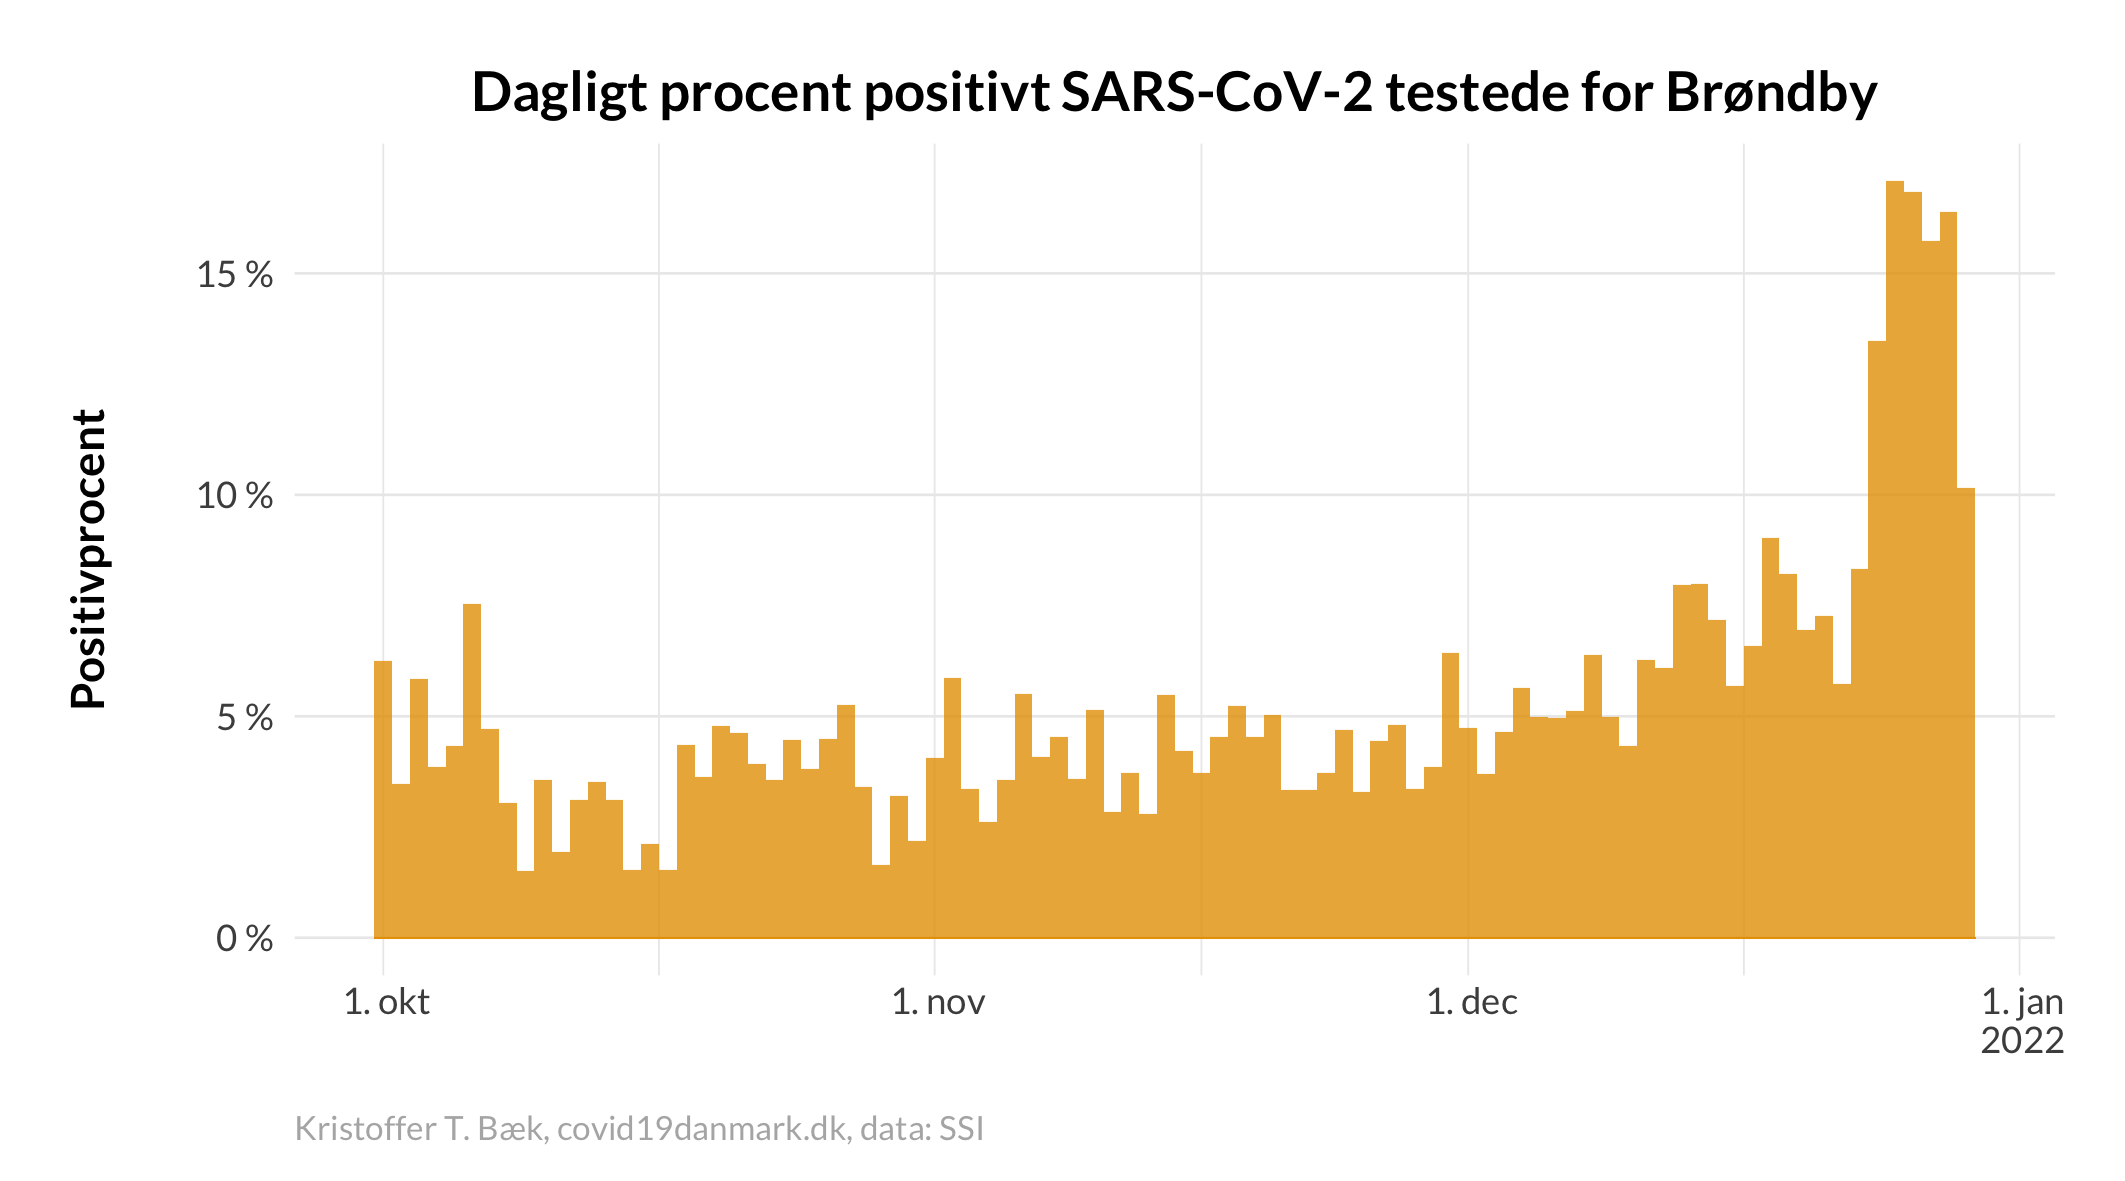 Dagligt procent positivt SARS-CoV-2 testede for Brøndby
Positivprocent
15 %
10 %
5 %
0 %
1. okt
1. nov
1. dec
1. jan
2022
Kristoffer T. Bæk, covid19danmark.dk, data: SSI